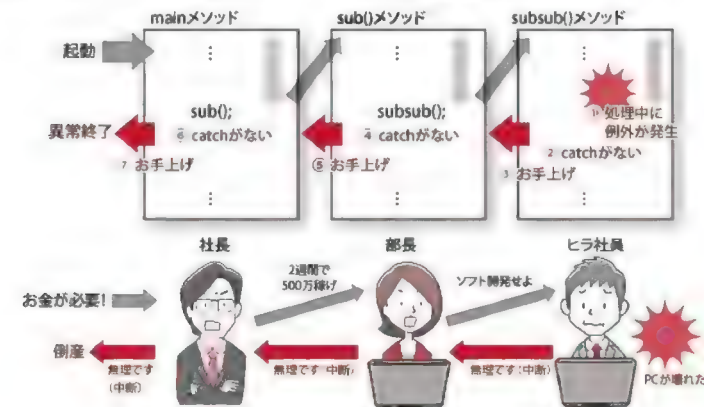 mainメソッド
sub()メソッド
subsub()メソッド
起動
⋮
⋮
⋮
sub();
subsub();
1 処理中に
例外が発生
異常終了
6 catchがない
4 catchがない
2 catchがない
7 お手上げ
⑤ お手上げ
3 お手上げ
⋮
⋮
⋮
社長
部長
ヒラ社員
2週間で
500万稼げ
ソフト開発せよ
お金が必要!
倒産
無理です
(中断)
無理です(中断)
無理です(中断)
PCが壊れた